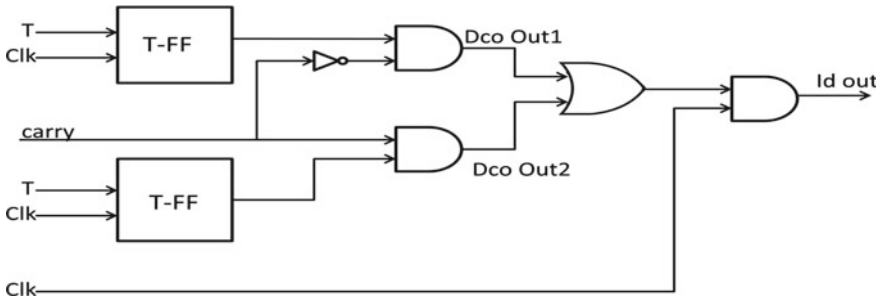 T
Clk
T-FF
Dco Out1
Id out
carry
T
Clk
T-FF
Dco Out2
Clk